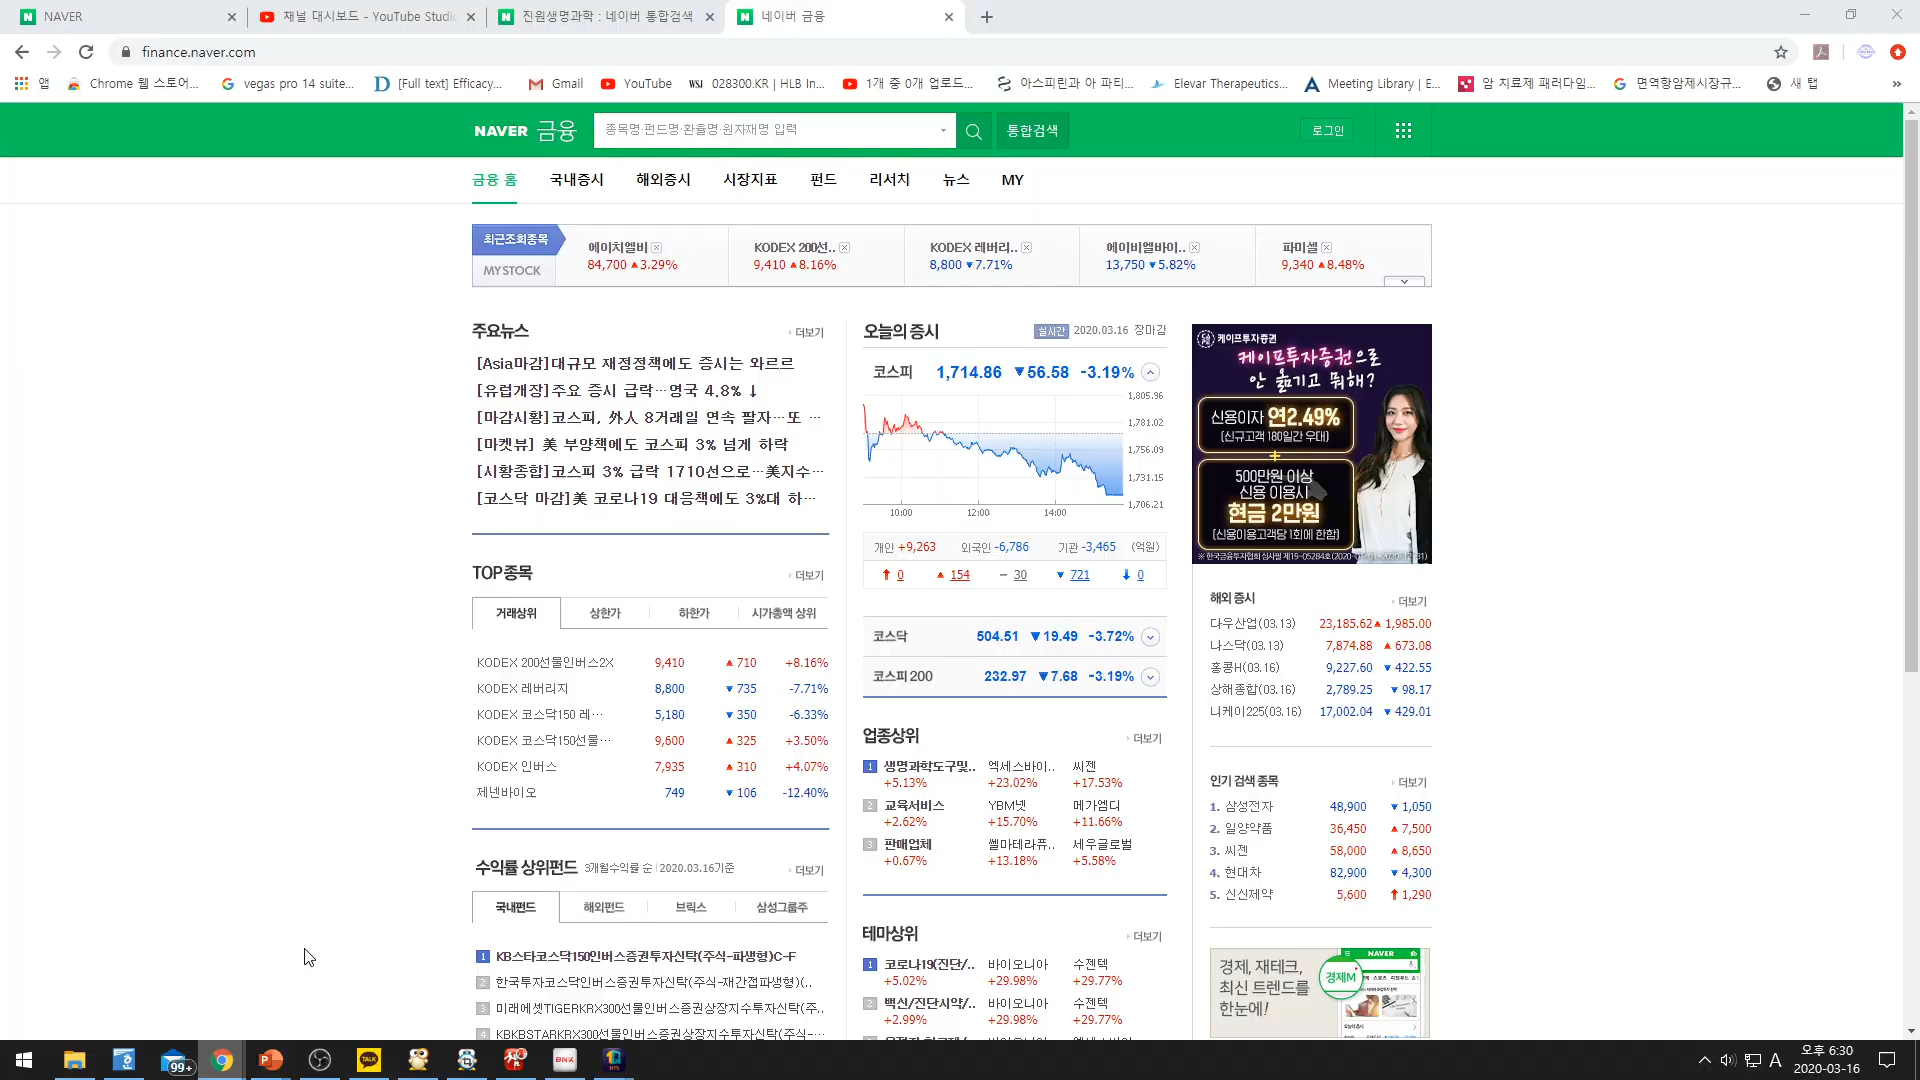 NAVER
채널 대시보드 - YouTube Studio
진원생명과학 : 네이버 통합검색
네이버 금융
finance.naver.com
앱
Chrome 웹 스토어...
vegas pro 14 suite...
[Full text] Efficacy...
Gmail
YouTube
WSJ 028300.KR | HLB In...
1개 중 0개 업로드...
아스피린과 아 파티...
Elevar Therapeutics...
Meeting Library | E...
암 치료제 패러다임...
면역항암제시장규...
새 탭
NAVER 금융
종목명·펀드명·환율명·원자재명 입력
통합검색
로그인
금융 홈 국내증시 해외증시 시장지표 펀드 리서치 뉴스 MY
최근조회종목
MYSTOCK
에이치엘비
84,700 ▲3.29%
KODEX 200선..
9,410 ▲8.16%
KODEX 레버리..
8,800 ▼7.71%
에이비엘바이..
13,750 ▼5.82%
파미셀
9,340 ▲8.48%
주요뉴스 더보기
[Asia마감]대규모 재정정책에도 증시는 와르르
[유럽개장]주요 증시 급락…영국 4.8% ↓
[마감시황]코스피, 외人 8거래일 연속 팔자…또 …
[마켓뷰] 美 부양책에도 코스피 3% 넘게 하락
[시황종합]코스피 3% 급락 1710선으로…美지수…
[코스닥 마감]美 코로나19 대응책에도 3%대 하…
TOP종목 더보기
거래상위 상한가 하한가 시가총액 상위
KODEX 200선물인버스2X 9,410 ▲ 710 +8.16%
KODEX 레버리지 8,800 ▼ 735 -7.71%
KODEX 코스닥150 레… 5,180 ▼ 350 -6.33%
KODEX 코스닥150선물… 9,600 ▲ 325 +3.50%
KODEX 인버스 7,935 ▲ 310 +4.07%
제넨바이오 749 ▼ 106 -12.40%
수익률 상위펀드 3개월수익률 순 2020.03.16기준 더보기
국내펀드 해외펀드 브릭스 삼성그룹주
1 KB스타코스닥150인버스증권투자신탁(주식-파생형)C-F
2 한국투자코스닥인버스증권투자신탁(주식-재간접파생형)(..
3 미래에셋TIGERKRX300선물인버스증권상장지수투자신탁(주..
4 KBKBSTARKRX300선물인버스증권상장지수투자신탁(주식-…
오늘의 증시 실시간 2020.03.16 장마감
코스피 1,714.86 ▼56.58 -3.19%
1,805.96
1,781.02
1,756.09
1,731.15
1,706.21
10:00 12:00 14:00
개인 +9,263 외국인 -6,786 기관 -3,465 (억원)
↑ 0 ▲ 154 − 30 ▼ 721 ↓ 0
코스닥 504.51 ▼19.49 -3.72%
코스피200 232.97 ▼7.68 -3.19%
업종상위 더보기
1 생명과학도구및.. 엑세스바이.. 씨젠
+5.13% +23.02% +17.53%
2 교육서비스 YBM넷 메가엠디
+2.62% +15.70% +11.66%
3 판매업체 쎌마테라퓨.. 세우글로벌
+0.67% +13.18% +5.58%
테마상위 더보기
1 코로나19(진단/.. 바이오니아 수젠텍
+5.02% +29.98% +29.77%
2 백신/진단시약/.. 바이오니아 수젠텍
+2.99% +29.98% +29.77%
케이프투자증권
케이프투자증권으로
안 옮기고 뭐해?
신용이자 연2.49%
(신규고객 180일간 우대)
+
500만원 이상
신용 이용시
현금 2만원
(신용이용고객당 1회에 한함)
해외 증시 더보기
다우산업(03.13) 23,185.62 ▲ 1,985.00
나스닥(03.13) 7,874.88 ▲ 673.08
홍콩H(03.16) 9,227.60 ▼ 422.55
상해종합(03.16) 2,789.25 ▼ 98.17
니케이225(03.16) 17,002.04 ▼ 429.01
인기 검색 종목 더보기
1. 삼성전자 48,900 ▼ 1,050
2. 일양약품 36,450 ▲ 7,500
3. 씨젠 58,000 ▲ 8,650
4. 현대차 82,900 ▼ 4,300
5. 신신제약 5,600 ↑ 1,290
경제, 재테크,
최신 트렌드를
한눈에!
경제M
NAVER
99+
TALK
BNK
A
오후 6:30
2020-03-16